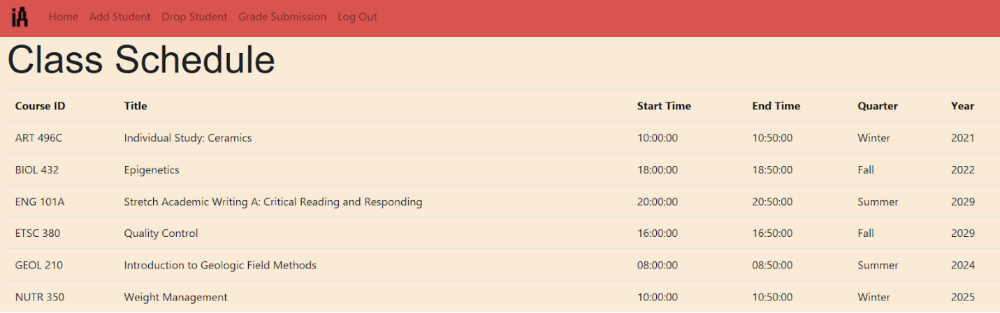 iA Home Add Student Drop Student Grade Submission Log Out
Class Schedule
Course ID Title Start Time End Time Quarter Year
ART 496C Individual Study: Ceramics 10:00:00 10:50:00 Winter 2021
BIOL 432 Epigenetics 18:00:00 18:50:00 Fall 2022
ENG 101A Stretch Academic Writing A: Critical Reading and Responding 20:00:00 20:50:00 Summer 2029
ETSC 380 Quality Control 16:00:00 16:50:00 Fall 2029
GEOL 210 Introduction to Geologic Field Methods 08:00:00 08:50:00 Summer 2024
NUTR 350 Weight Management 10:00:00 10:50:00 Winter 2025